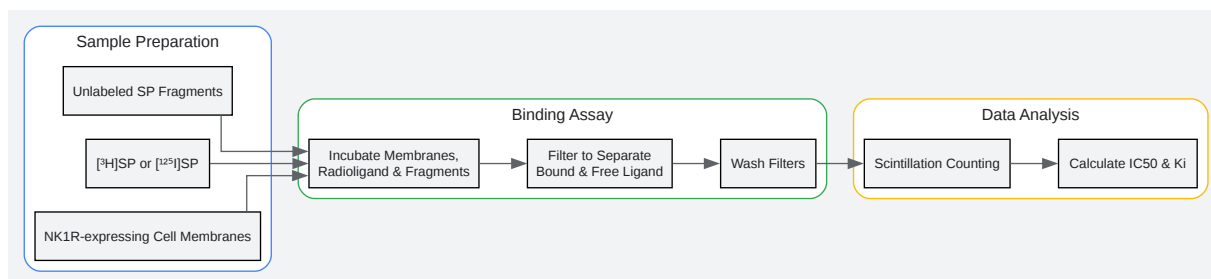 Sample Preparation
Unlabeled SP Fragments
[³H]SP or [¹²⁵I]SP
NK1R-expressing Cell Membranes
Binding Assay
Incubate Membranes,
Radioligand & Fragments
Filter to Separate
Bound & Free Ligand
Wash Filters
Data Analysis
Scintillation Counting
Calculate IC50 & Ki